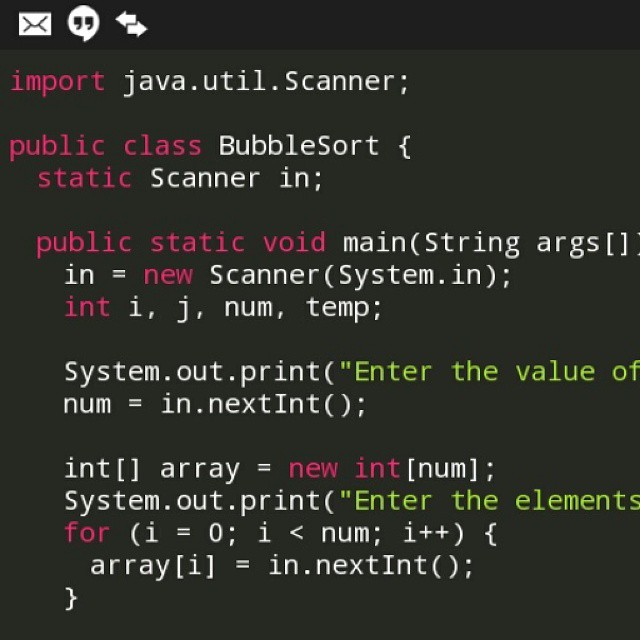 import java.util.Scanner;
public class BubbleSort {
static Scanner in;
public static void main(String args[])
in = new Scanner(System.in);
int i, j, num, temp;
System.out.print("Enter the value of
num = in.nextInt();
int[] array = new int[num];
System.out.print("Enter the elements
for (i = 0; i < num; i++) {
array[i] = in.nextInt();
}